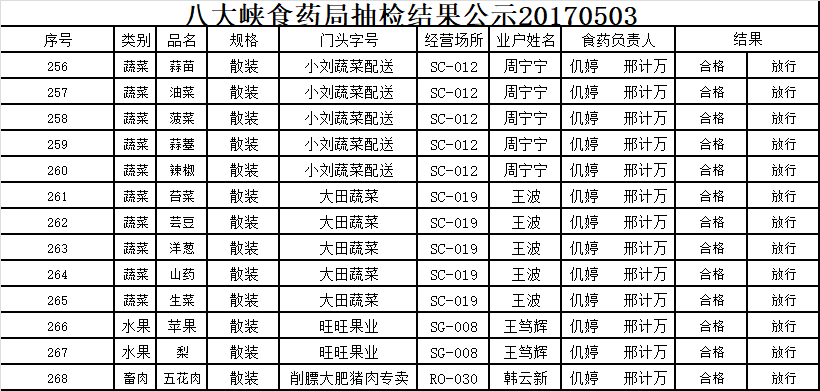 八大峡食药局抽检结果公示20170503
序号 类别 品名 规格 门头字号 经营场所 业户姓名 食药负责人 结果
256 蔬菜 蒜苗 散装 小刘蔬菜配送 SC-012 周宁宁 仉婷 邢计万 合格 放行
257 蔬菜 油菜 散装 小刘蔬菜配送 SC-012 周宁宁 仉婷 邢计万 合格 放行
258 蔬菜 菠菜 散装 小刘蔬菜配送 SC-012 周宁宁 仉婷 邢计万 合格 放行
259 蔬菜 蒜薹 散装 小刘蔬菜配送 SC-012 周宁宁 仉婷 邢计万 合格 放行
260 蔬菜 辣椒 散装 小刘蔬菜配送 SC-012 周宁宁 仉婷 邢计万 合格 放行
261 蔬菜 苔菜 散装 大田蔬菜 SC-019 王波 仉婷 邢计万 合格 放行
262 蔬菜 芸豆 散装 大田蔬菜 SC-019 王波 仉婷 邢计万 合格 放行
263 蔬菜 洋葱 散装 大田蔬菜 SC-019 王波 仉婷 邢计万 合格 放行
264 蔬菜 山药 散装 大田蔬菜 SC-019 王波 仉婷 邢计万 合格 放行
265 蔬菜 生菜 散装 大田蔬菜 SC-019 王波 仉婷 邢计万 合格 放行
266 水果 苹果 散装 旺旺果业 SG-008 王笃辉 仉婷 邢计万 合格 放行
267 水果 梨 散装 旺旺果业 SG-008 王笃辉 仉婷 邢计万 合格 放行
268 畜肉 五花肉 散装 削膘大肥猪肉专卖 RO-030 韩云新 仉婷 邢计万 合格 放行